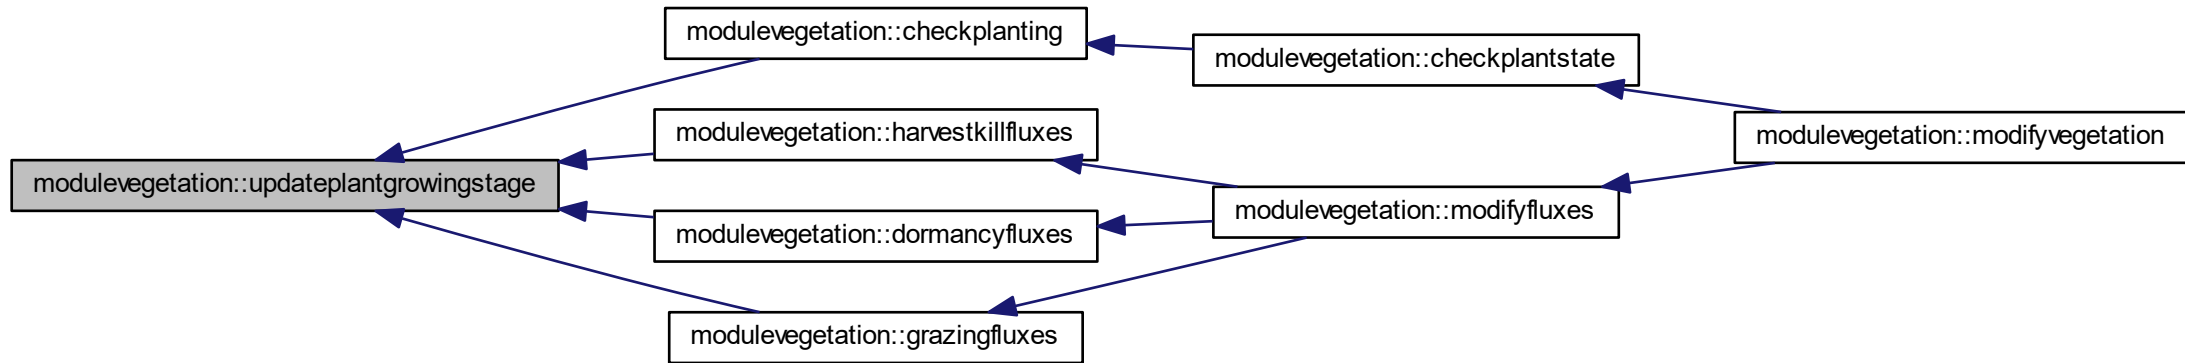 modulevegetation::checkplanting
modulevegetation::checkplantstate
modulevegetation::harvestkillfluxes
modulevegetation::modifyvegetation
modulevegetation::updateplantgrowingstage
modulevegetation::modifyfluxes
modulevegetation::dormancyfluxes
modulevegetation::grazingfluxes